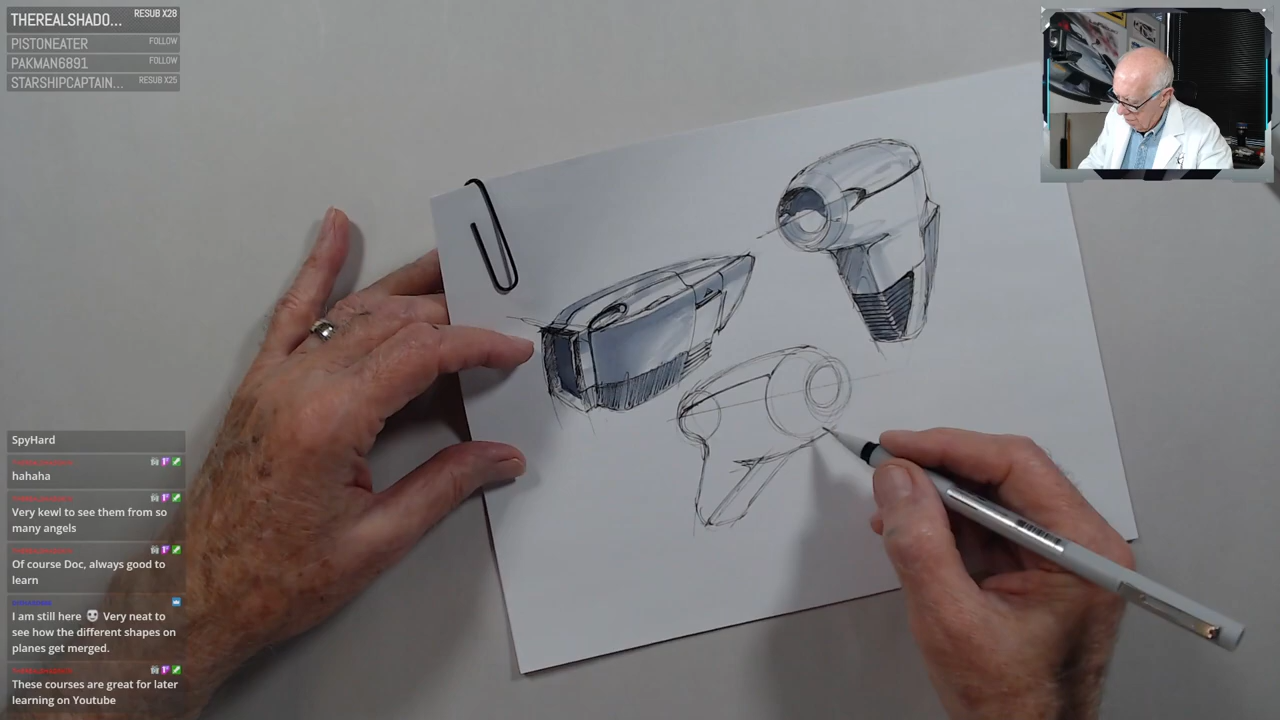 THEREALSHADO... RESUB X28
PISTONEATER FOLLOW
PAKMAN6891 FOLLOW
STARSHIPCAPTAIN... RESUB X25
SpyHard
hahaha
Very kewl to see them from so
many angels
Of course Doc, always good to
learn
I am still here 💀 Very neat to
see how the different shapes on
planes get merged.
These courses are great for later
learning on Youtube